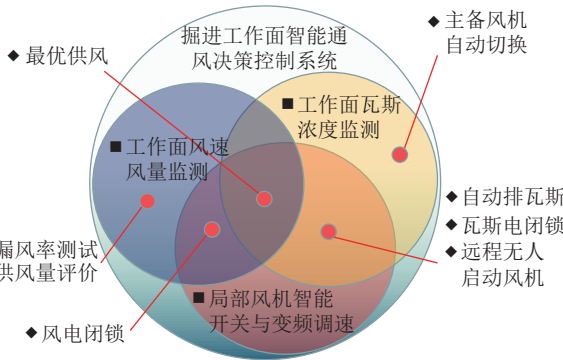 掘进工作面智能通
风决策控制系统
◆主备风机
自动切换
◆最优供风
■工作面瓦斯
浓度监测
■工作面风速
风量监测
◆自动排瓦斯
◆瓦斯电闭锁
◆远程无人
启动风机
漏风率测试
供风量评价
■局部风机智能
开关与变频调速
◆风电闭锁